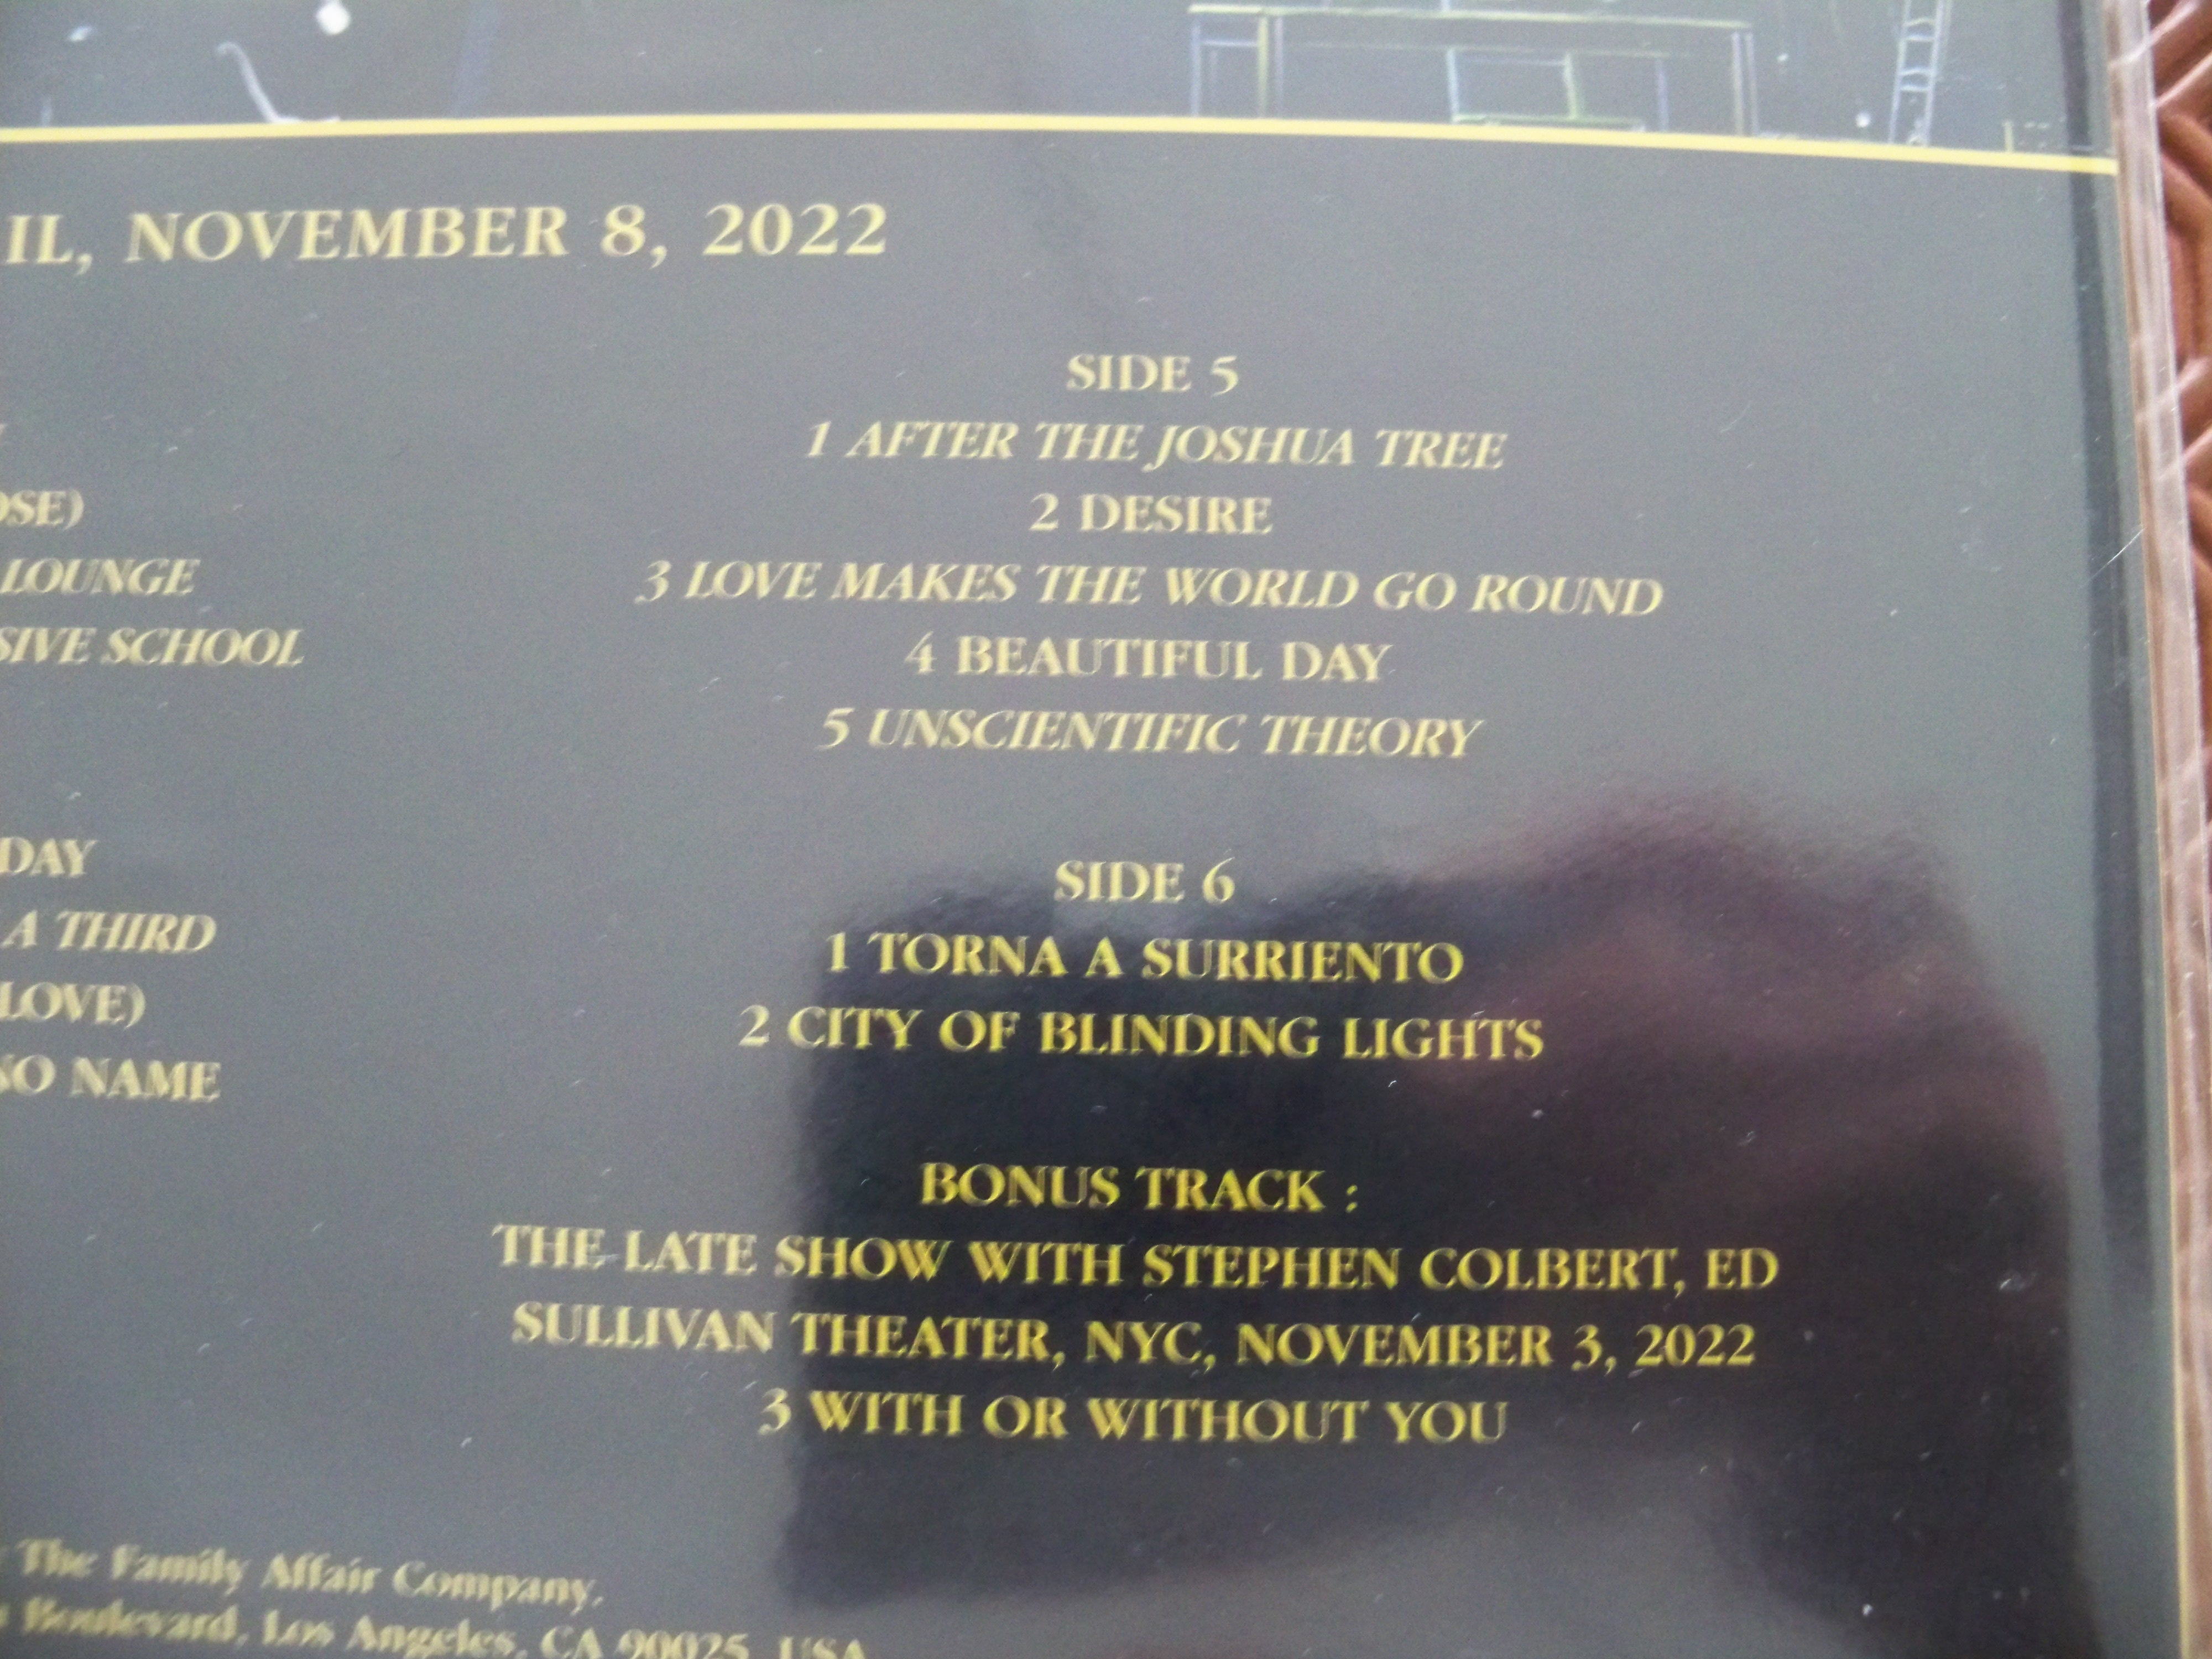 IL, NOVEMBER 8, 2022
OSE)
LOUNGE
SIVE SCHOOL
DAY
A THIRD
LOVE)
NO NAME
SIDE 5
1 AFTER THE JOSHUA TREE
2 DESIRE
3 LOVE MAKES THE WORLD GO ROUND
4 BEAUTIFUL DAY
5 UNSCIENTIFIC THEORY
SIDE 6
1 TORNA A SURRIENTO
2 CITY OF BLINDING LIGHTS
BONUS TRACK :
THE LATE SHOW WITH STEPHEN COLBERT, ED
SULLIVAN THEATER, NYC, NOVEMBER 3, 2022
3 WITH OR WITHOUT YOU
The Family Affair Company,
Boulevard, Los Angeles, CA 90025, USA